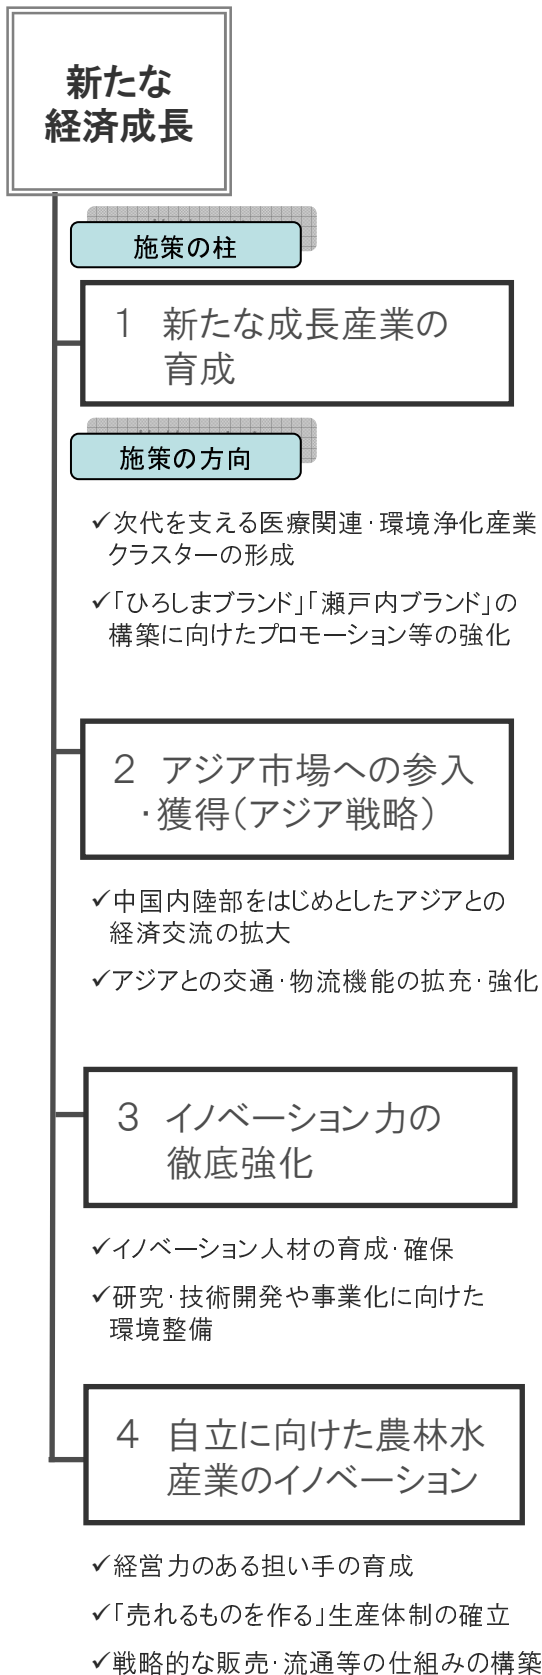 新たな
経済成長
施策の柱
1 新たな成長産業の
育成
施策の方向
✓次代を支える医療関連・環境浄化産業
クラスターの形成
✓「ひろしまブランド」「瀬戸内ブランド」の
構築に向けたプロモーション等の強化
2 アジア市場への参入
・獲得(アジア戦略)
✓中国内陸部をはじめとしたアジアとの
経済交流の拡大
✓アジアとの交通・物流機能の拡充・強化
3 イノベーション力の
徹底強化
✓イノベーション人材の育成・確保
✓研究・技術開発や事業化に向けた
環境整備
4 自立に向けた農林水
産業のイノベーション
✓経営力のある担い手の育成
✓「売れるものを作る」生産体制の確立
✓戦略的な販売・流通等の仕組みの構築